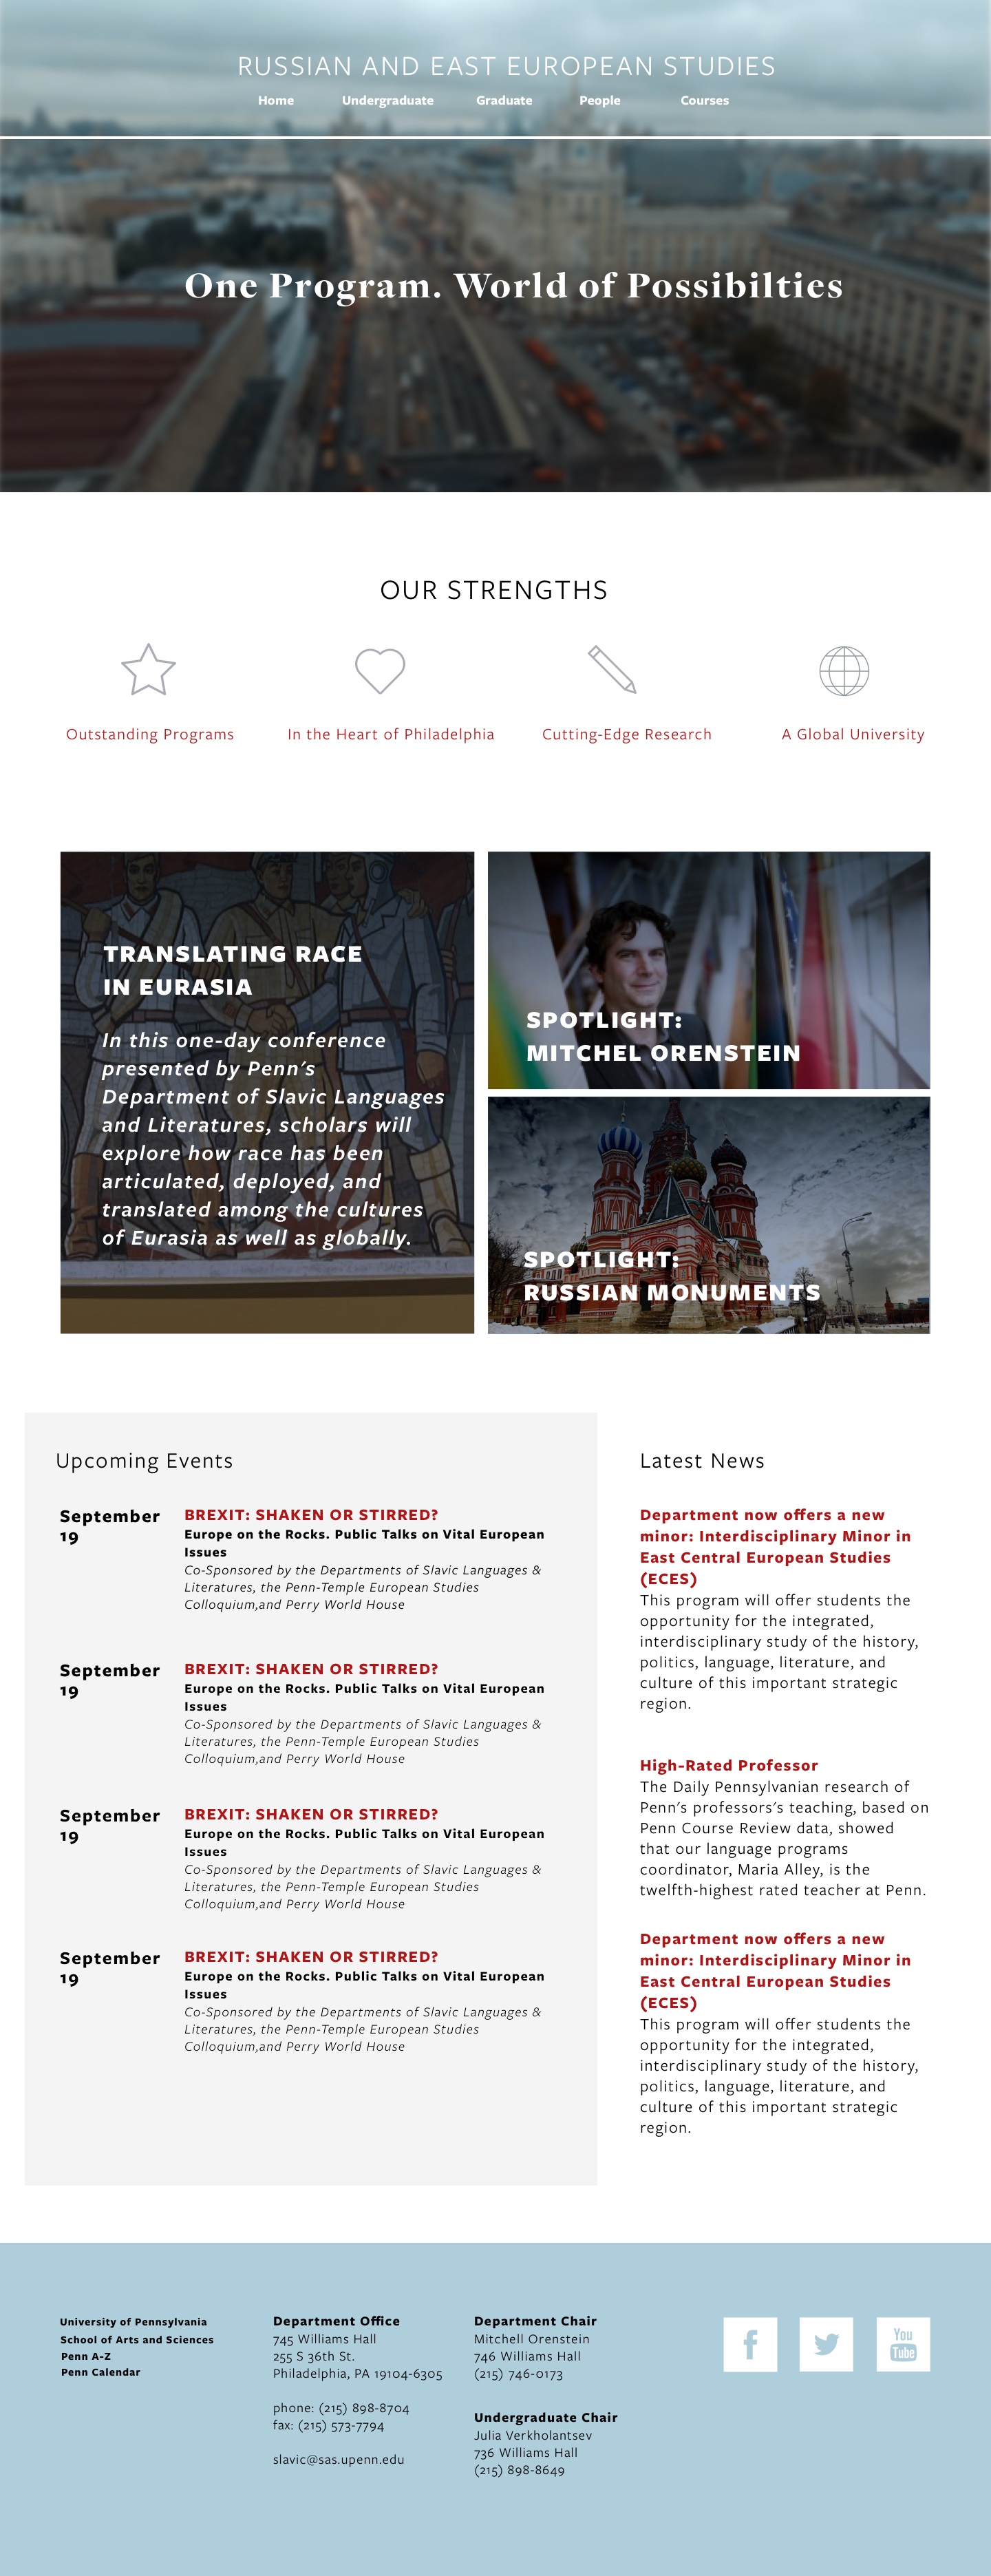 RUSSIAN AND EAST EUROPEAN STUDIES
Home Undergraduate Graduate People Courses
One Program. World of Possibilties
OUR STRENGTHS
Outstanding Programs
In the Heart of Philadelphia
Cutting-Edge Research
A Global University
TRANSLATING RACE
IN EURASIA
In this one-day conference
presented by Penn's
Department of Slavic Languages
and Literatures, scholars will
explore how race has been
articulated, deployed, and
translated among the cultures
of Eurasia as well as globally.
SPOTLIGHT:
MITCHEL ORENSTEIN
SPOTLIGHT:
RUSSIAN MONUMENTS
Upcoming Events
September
19
BREXIT: SHAKEN OR STIRRED?
Europe on the Rocks. Public Talks on Vital European
Issues
Co-Sponsored by the Departments of Slavic Languages &
Literatures, the Penn-Temple European Studies
Colloquium,and Perry World House
September
19
BREXIT: SHAKEN OR STIRRED?
Europe on the Rocks. Public Talks on Vital European
Issues
Co-Sponsored by the Departments of Slavic Languages &
Literatures, the Penn-Temple European Studies
Colloquium,and Perry World House
September
19
BREXIT: SHAKEN OR STIRRED?
Europe on the Rocks. Public Talks on Vital European
Issues
Co-Sponsored by the Departments of Slavic Languages &
Literatures, the Penn-Temple European Studies
Colloquium,and Perry World House
September
19
BREXIT: SHAKEN OR STIRRED?
Europe on the Rocks. Public Talks on Vital European
Issues
Co-Sponsored by the Departments of Slavic Languages &
Literatures, the Penn-Temple European Studies
Colloquium,and Perry World House
Latest News
Department now offers a new
minor: Interdisciplinary Minor in
East Central European Studies
(ECES)
This program will offer students the
opportunity for the integrated,
interdisciplinary study of the history,
politics, language, literature, and
culture of this important strategic
region.
High-Rated Professor
The Daily Pennsylvanian research of
Penn's professors's teaching, based on
Penn Course Review data, showed
that our language programs
coordinator, Maria Alley, is the
twelfth-highest rated teacher at Penn.
Department now offers a new
minor: Interdisciplinary Minor in
East Central European Studies
(ECES)
This program will offer students the
opportunity for the integrated,
interdisciplinary study of the history,
politics, language, literature, and
culture of this important strategic
region.
University of Pennsylvania
School of Arts and Sciences
Penn A-Z
Penn Calendar
Department Office
745 Williams Hall
255 S 36th St.
Philadelphia, PA 19104-6305
phone: (215) 898-8704
fax: (215) 573-7794
slavic@sas.upenn.edu
Department Chair
Mitchell Orenstein
746 Williams Hall
(215) 746-0173
Undergraduate Chair
Julia Verkholantsev
736 Williams Hall
(215) 898-8649
f
You
Tube